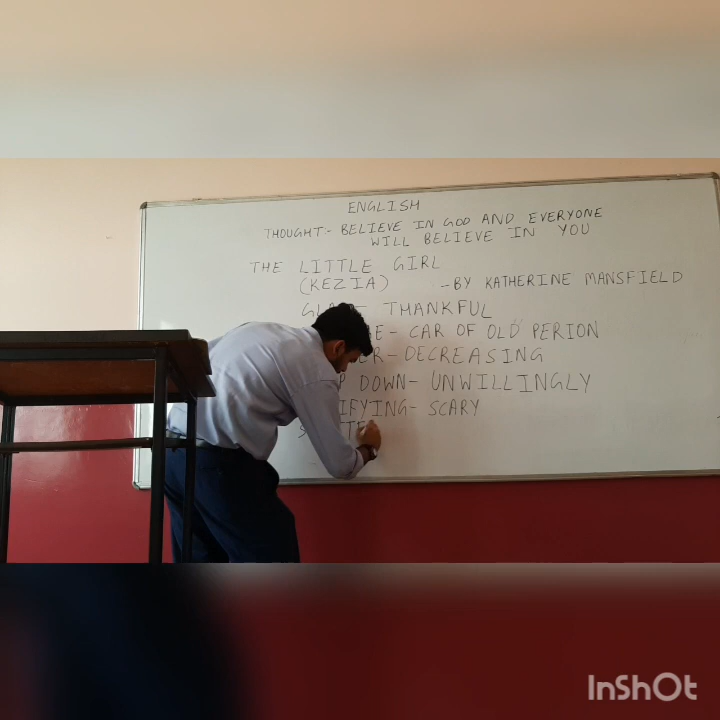 ENGLISH
THOUGHT:- BELIEVE IN GOD AND EVERYONE
WILL BELIEVE IN YOU
THE LITTLE GIRL
(KEZIA) - BY KATHERINE MANSFIELD
THANKFUL
- CAR OF OLD PERION
- DECREASING
DOWN - UNWILLINGLY
- SCARY
InShOt